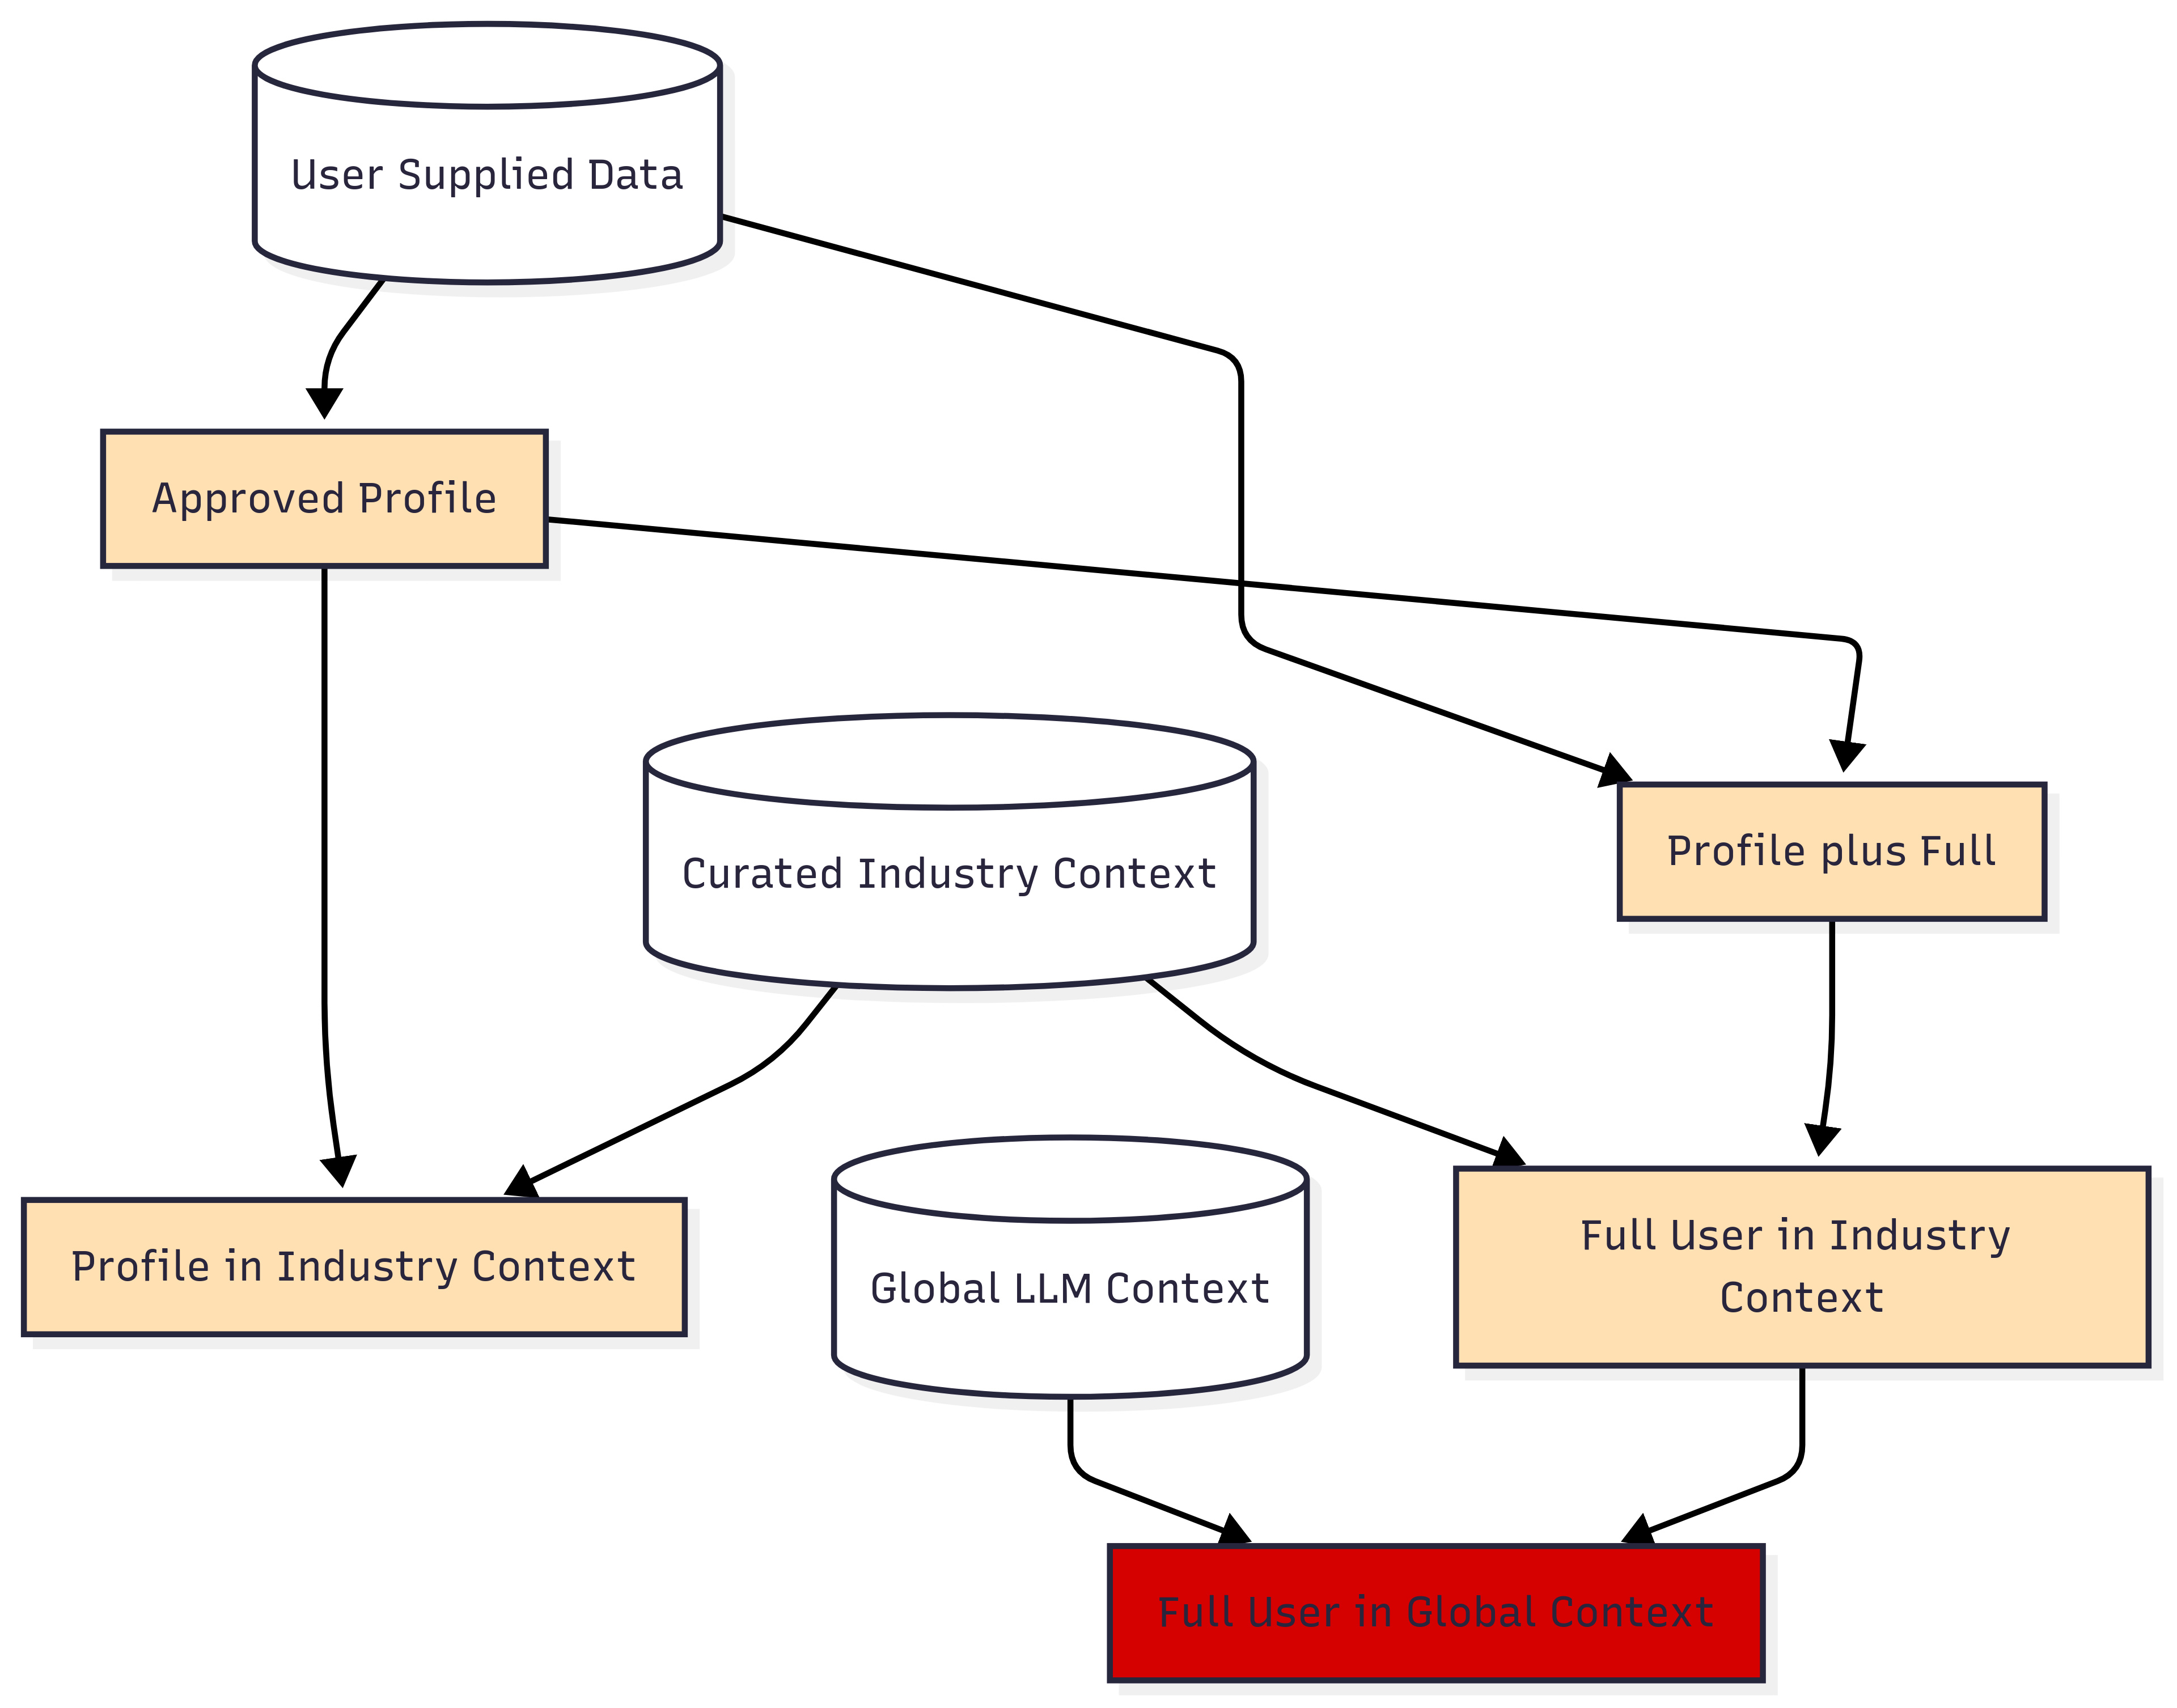 User Supplied Data
Approved Profile
Profile plus Full
Curated Industry Context
Profile in Industry Context
Global LLM Context
Full User in Industry
Context
Full User in Global Context